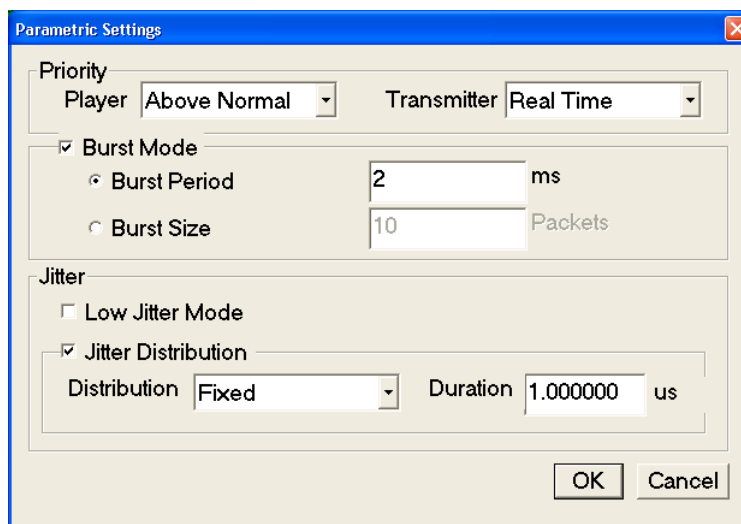 Parametric Settings
Priority
Player Above Normal Transmitter Real Time
Burst Mode
Burst Period 2 ms
Burst Size 10 Packets
Jitter
Low Jitter Mode
Jitter Distribution
Distribution Fixed Duration 1.000000 us
OK Cancel